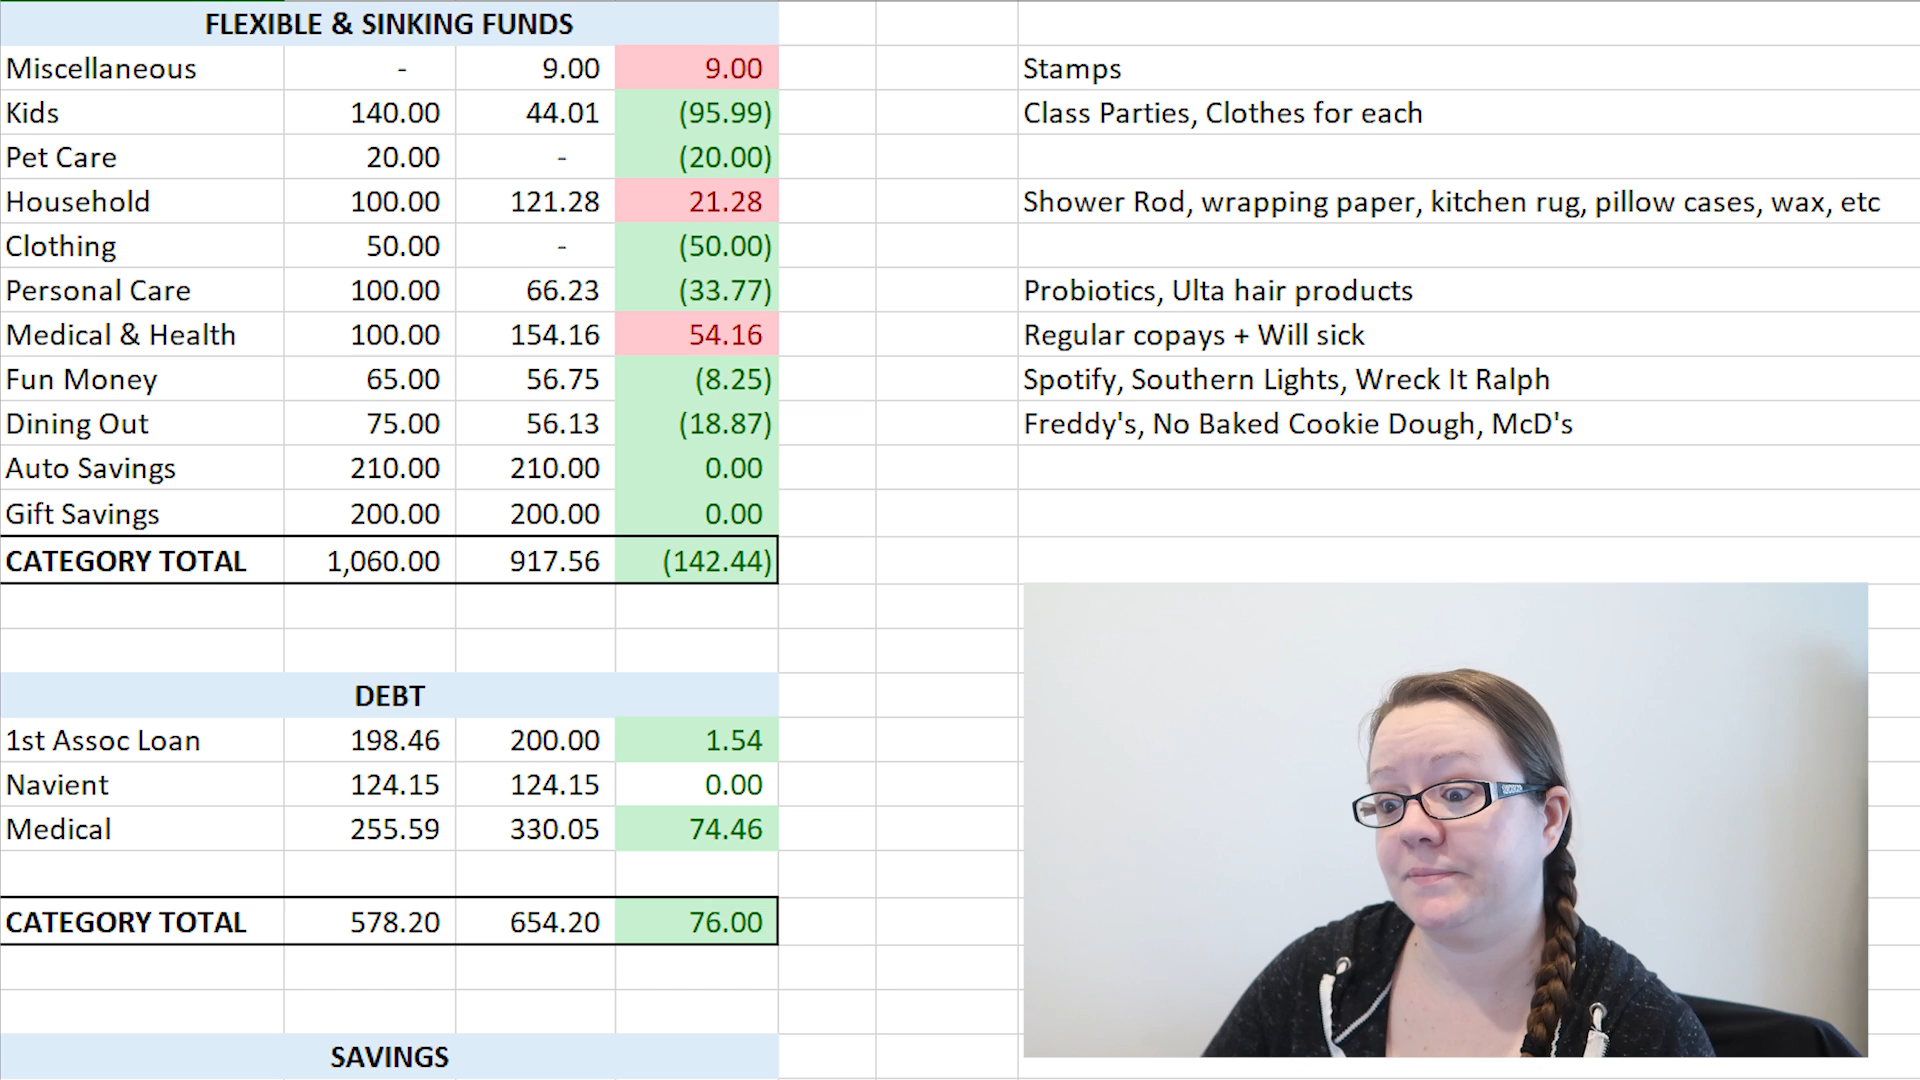 FLEXIBLE & SINKING FUNDS
Miscellaneous - 9.00 9.00 Stamps
Kids 140.00 44.01 (95.99) Class Parties, Clothes for each
Pet Care 20.00 - (20.00)
Household 100.00 121.28 21.28 Shower Rod, wrapping paper, kitchen rug, pillow cases, wax, etc
Clothing 50.00 - (50.00)
Personal Care 100.00 66.23 (33.77) Probiotics, Ulta hair products
Medical & Health 100.00 154.16 54.16 Regular copays + Will sick
Fun Money 65.00 56.75 (8.25) Spotify, Southern Lights, Wreck It Ralph
Dining Out 75.00 56.13 (18.87) Freddy's, No Baked Cookie Dough, McD's
Auto Savings 210.00 210.00 0.00
Gift Savings 200.00 200.00 0.00
CATEGORY TOTAL 1,060.00 917.56 (142.44)
DEBT
1st Assoc Loan 198.46 200.00 1.54
Navient 124.15 124.15 0.00
Medical 255.59 330.05 74.46
CATEGORY TOTAL 578.20 654.20 76.00
SAVINGS